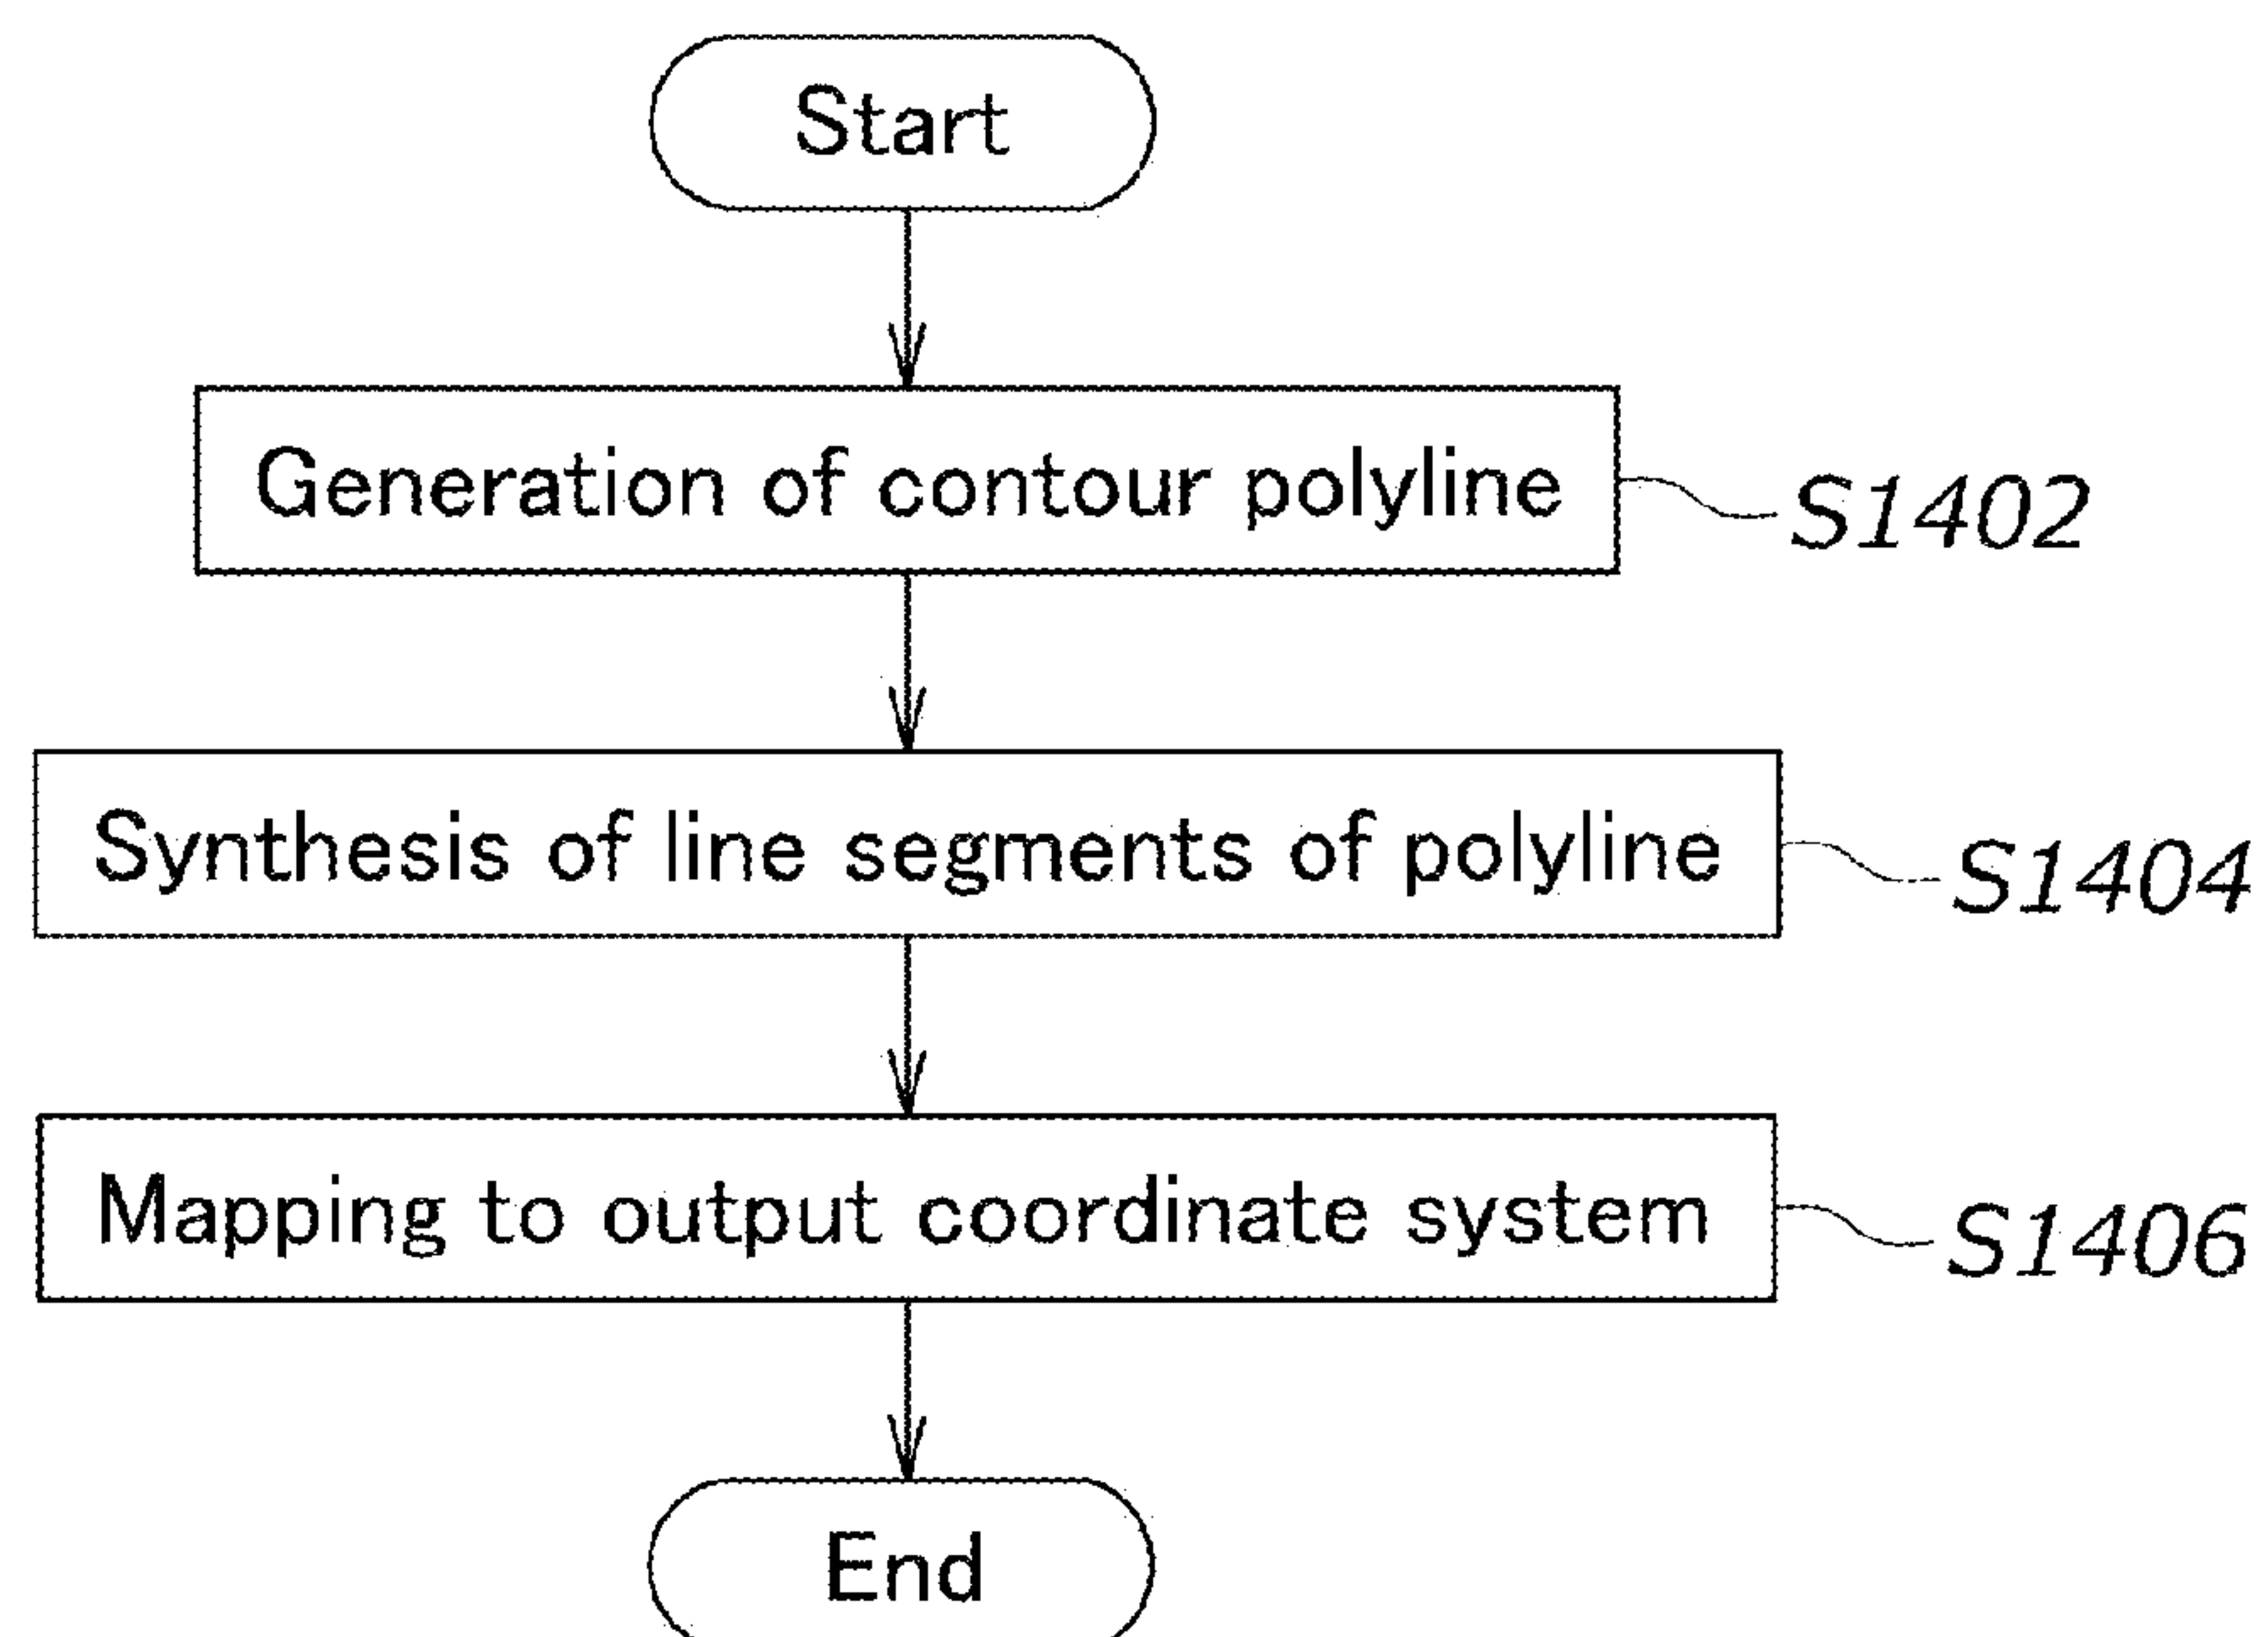 Start
Generation of contour polyline
S1402
Synthesis of line segments of polyline
S1404
Mapping to output coordinate system
S1406
End